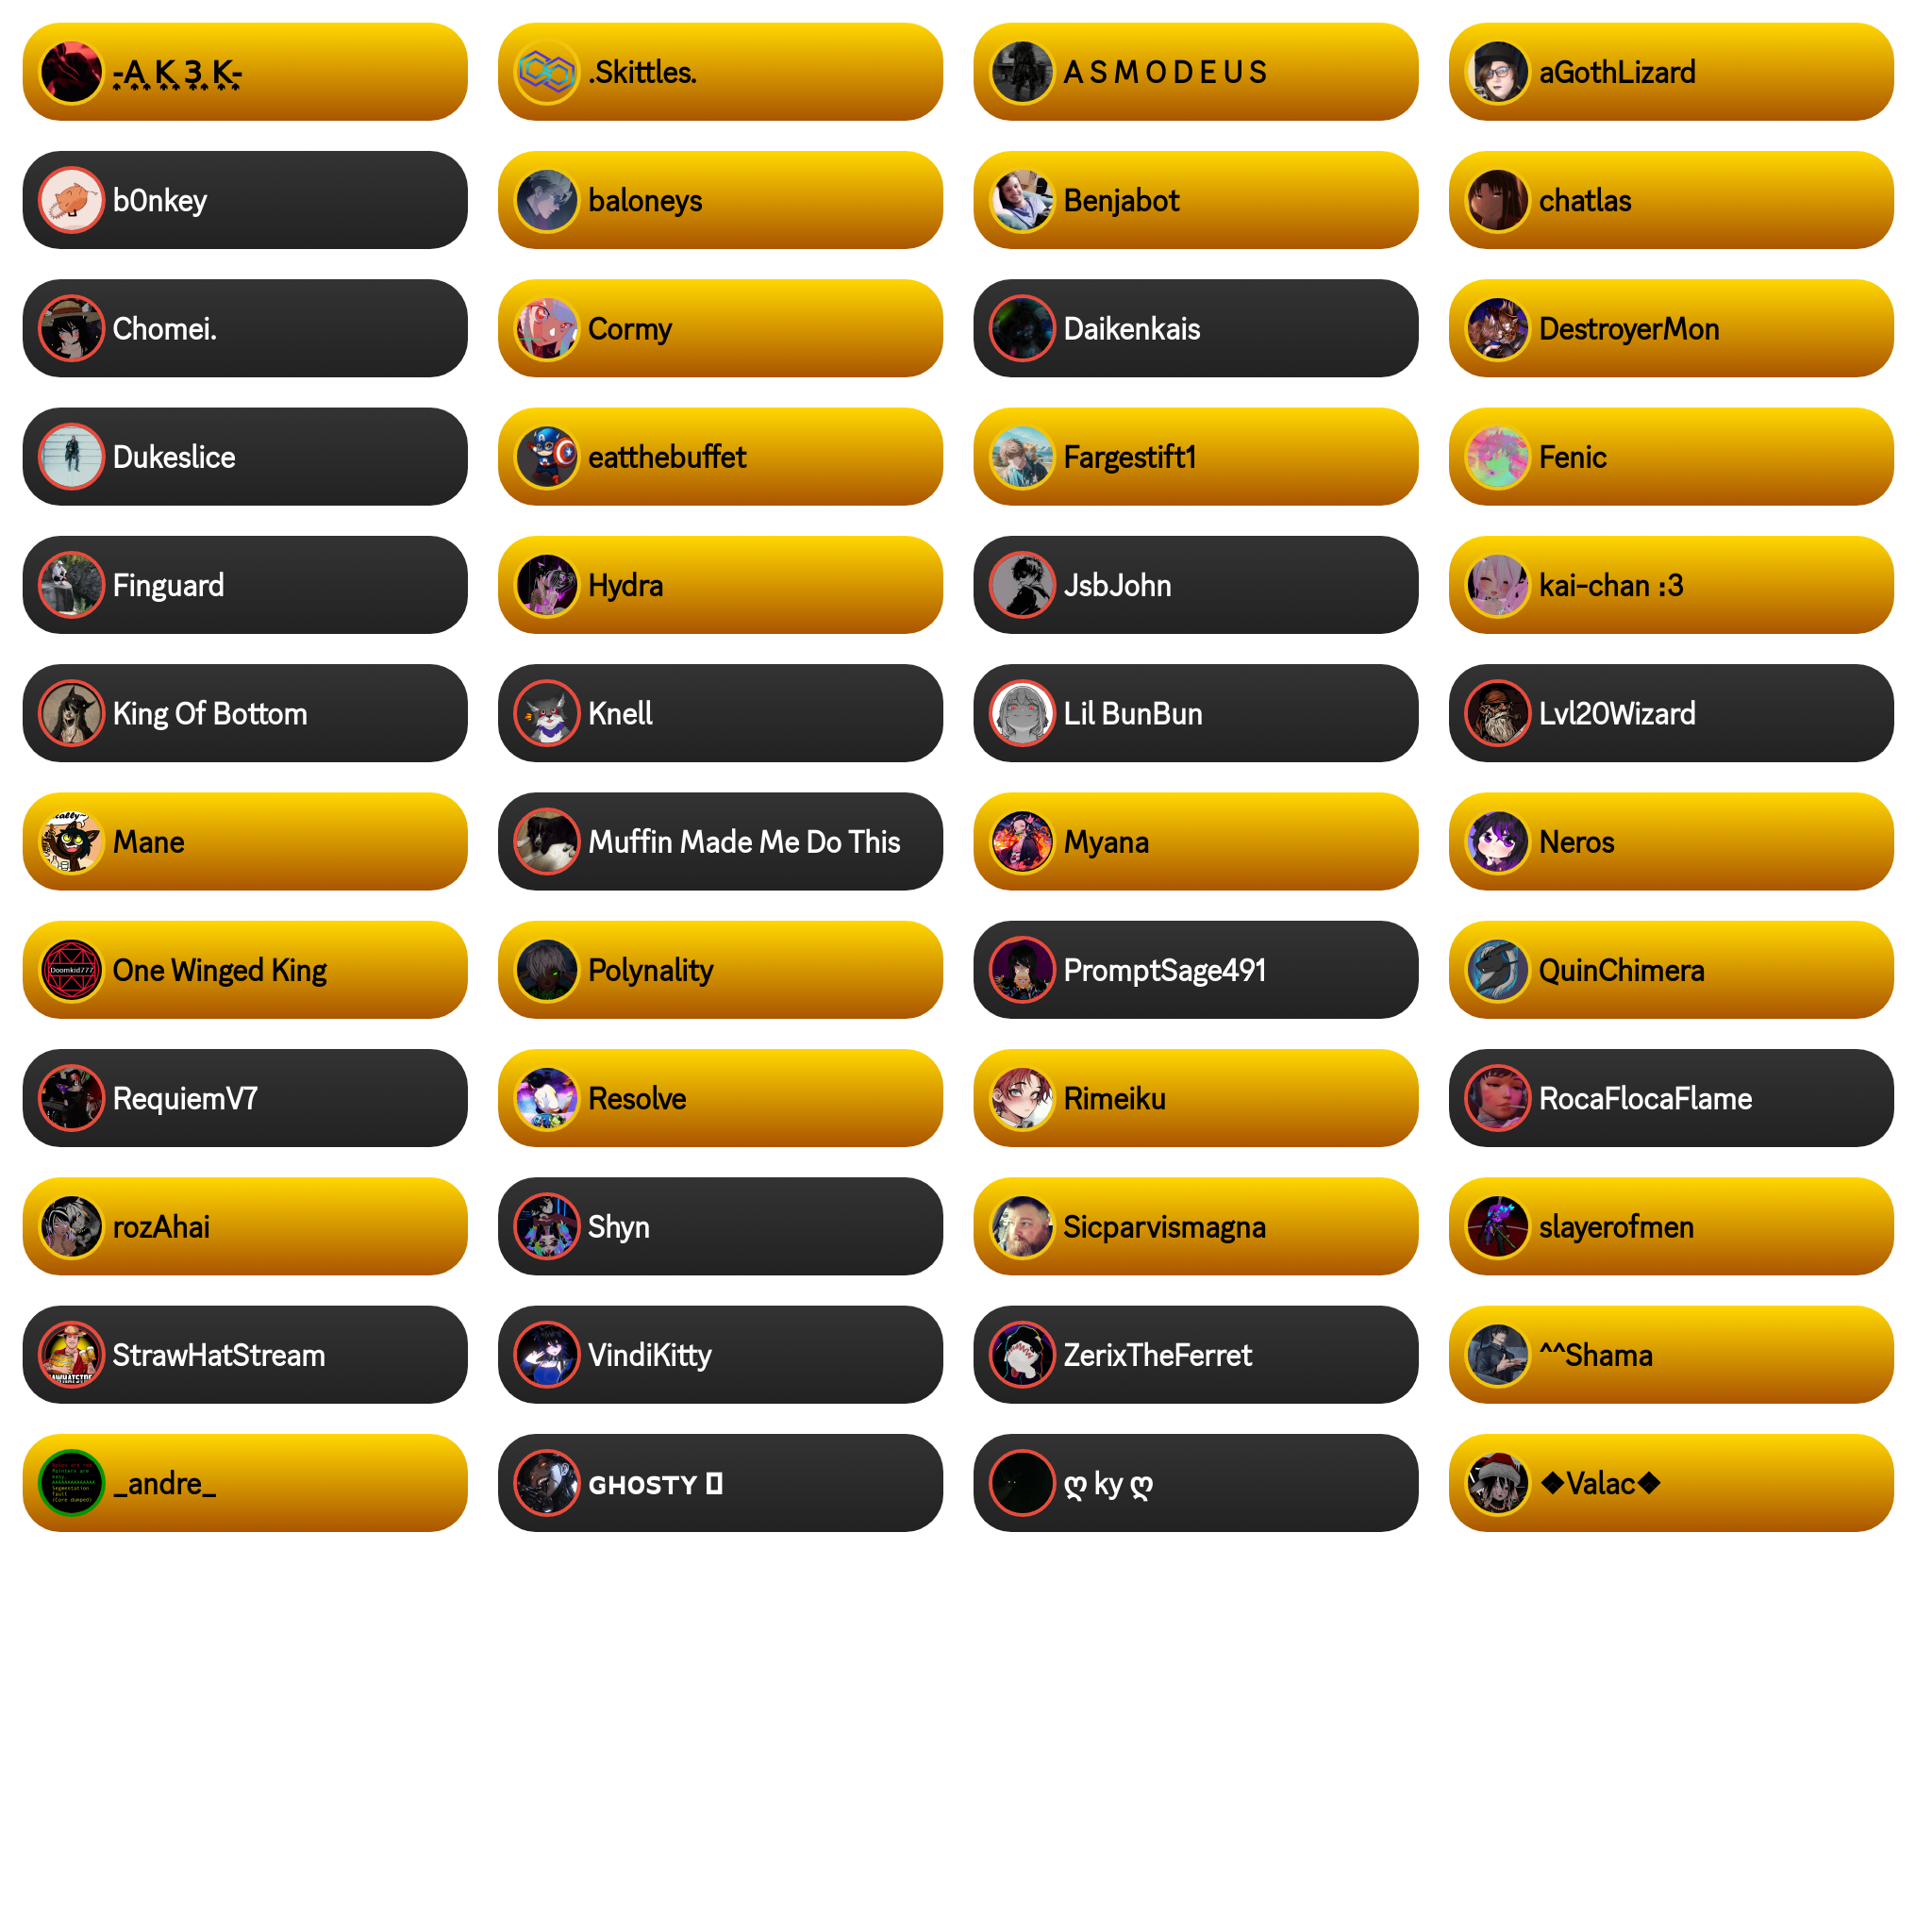 -A K 3 K-
.Skittles.
A S M O D E U S
aGothLizard
b0nkey
baloneys
Benjabot
chatlas
Chomei.
Cormy
Daikenkais
DestroyerMon
Dukeslice
eatthebuffet
Fargestift1
Fenic
Finguard
Hydra
JsbJohn
kai-chan :3
King Of Bottom
Knell
Lil BunBun
Lvl20Wizard
Mane
Muffin Made Me Do This
Myana
Neros
Doomkid777
One Winged King
Polynality
PromptSage491
QuinChimera
RequiemV7
Resolve
Rimeiku
RocaFlocaFlame
rozAhai
Shyn
Sicparvismagna
slayerofmen
StrawHatStream
VindiKitty
ZerixTheFerret
^^Shama
_andre_
ɢʜᴏꜱᴛʏ
ღ ky ღ
❖Valac❖